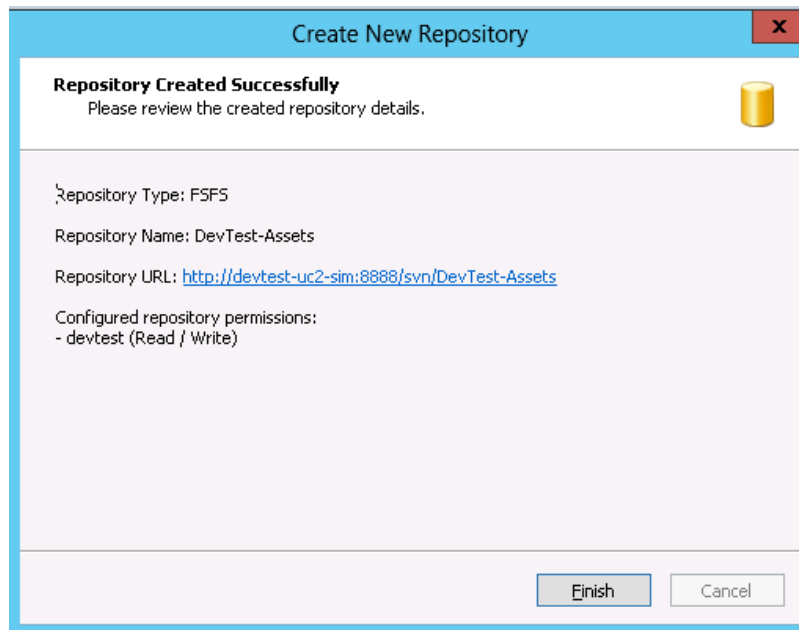 Create New Repository
x
Repository Created Successfully
Please review the created repository details.
Repository Type: FSFS
Repository Name: DevTest-Assets
Repository URL: http://devtest-uc2-sim:8888/svn/DevTest-Assets
Configured repository permissions:
- devtest (Read / Write)
Finish
Cancel